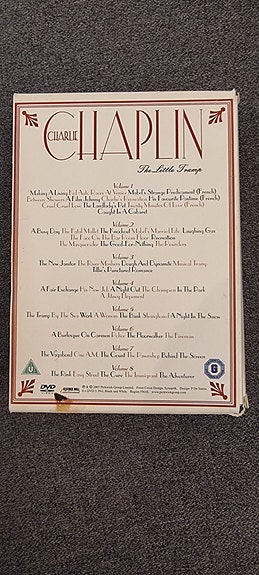 CHARLIE
CHAPLIN
The Little Tramp
Volume 1
Making A Living Kid Auto Races At Venice Mabel's Strange Predicament (French)
Between Showers A Film Johnny Charlie's Recreation His Favourite Pastime (French)
Cruel Cruel Love The Landlady's Pet Twenty Minutes Of Love (French)
Caught In A Cabaret
Volume 2
A Busy Day The Fatal Mallet The Knockout Mabel's Married Life Laughing Gas
The Face On The Bar Room Floor Recreation
The Masquerader The Good-For-Nothing The Rounders
Volume 3
The New Janitor The Rival Mashers Dough And Dynamite Musical Tramp
Tillie's Punctured Romance
Volume 4
A Fair Exchange His New Job A Night Out The Champion In The Park
A Jitney Elopement
Volume 5
The Tramp By The Sea Work A Woman The Bank Shanghaied A Night In The Snow
Volume 6
A Burlesque On Carmen Police The Floorwalker The Fireman
Volume 7
The Vagabond One A.M. The Count The Pawnshop Behind The Screen
Volume 8
The Rink Easy Street The Cure The Immigrant The Adventurer
U
DVD
6